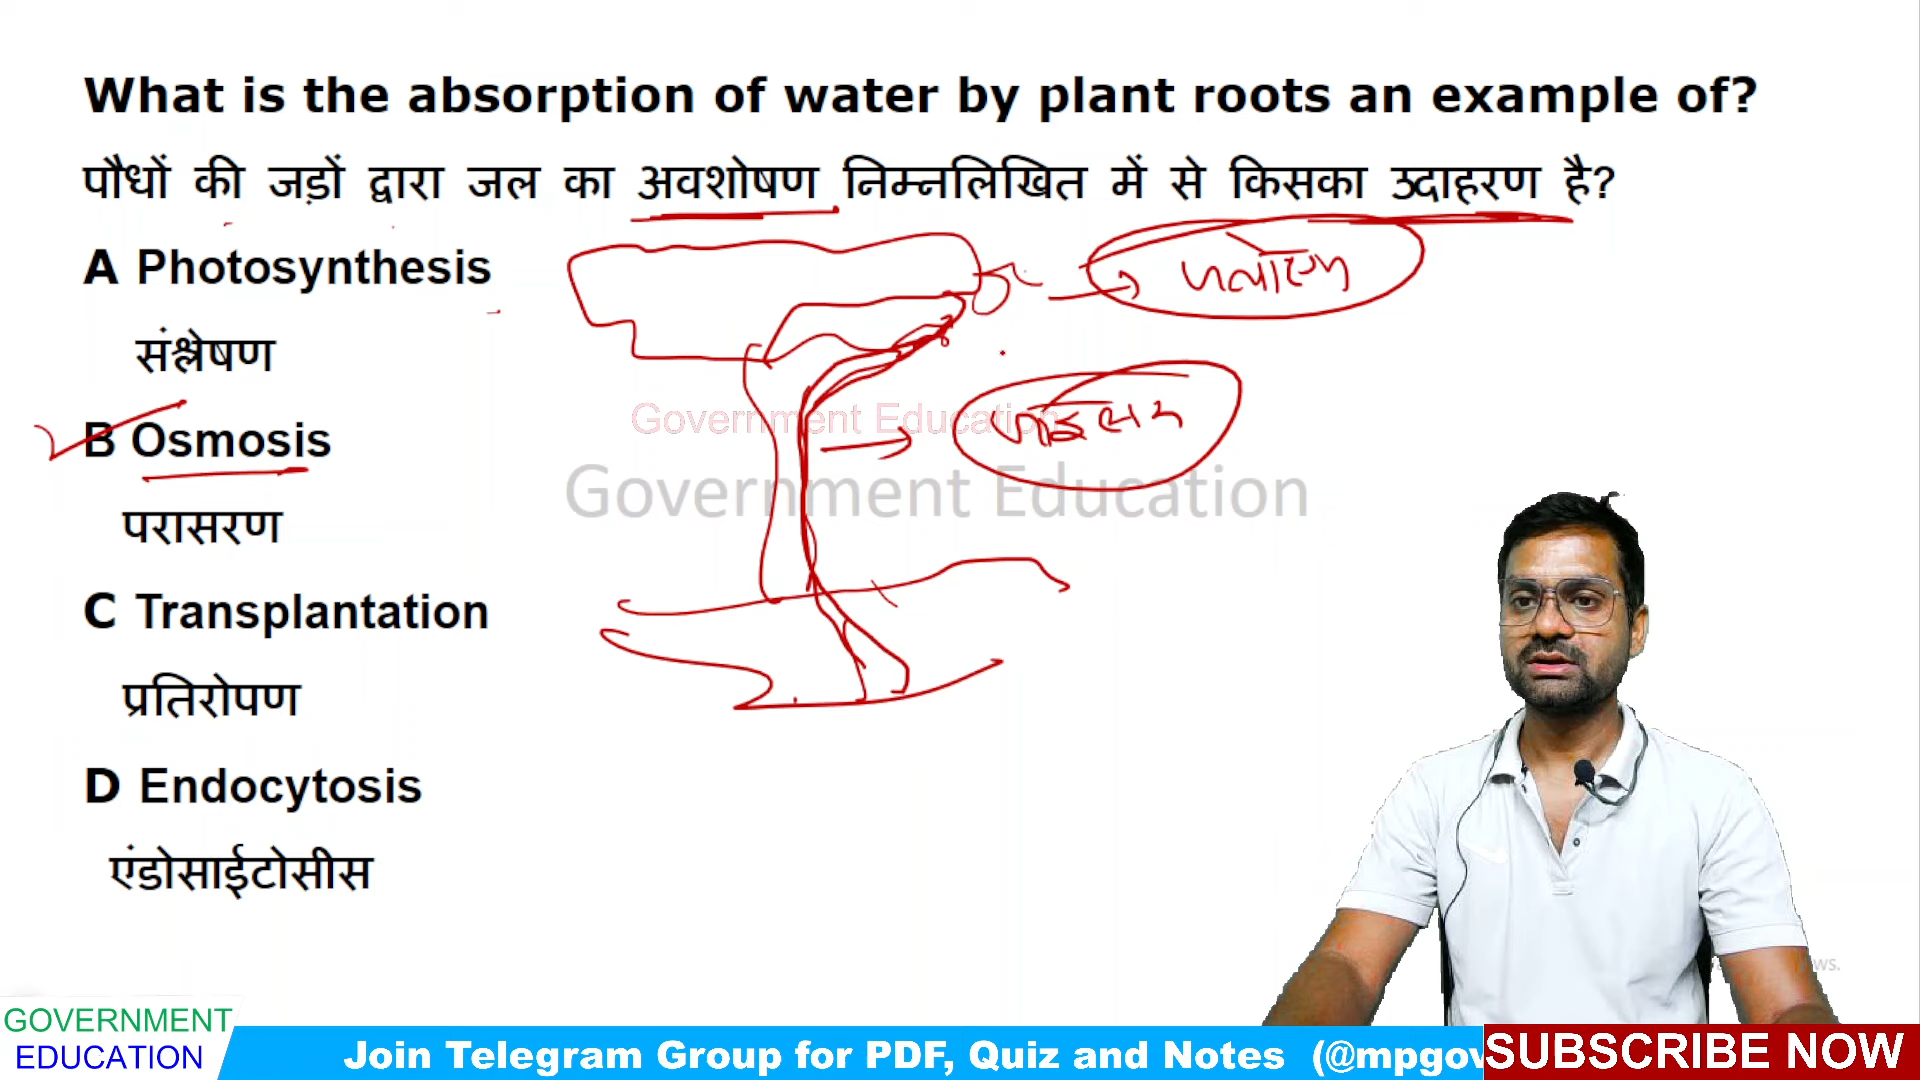 What is the absorption of water by plant roots an example of?
पौधों की जड़ों द्वारा जल का अवशोषण निम्नलिखित में से किसका उदाहरण है?
A Photosynthesis
संश्लेषण
B Osmosis
परासरण
C Transplantation
प्रतिरोपण
D Endocytosis
एंडोसाईटोसीस
Government Education
Government Education
GOVERNMENT
EDUCATION
Join Telegram Group for PDF, Quiz and Notes (@mpgov
SUBSCRIBE NOW